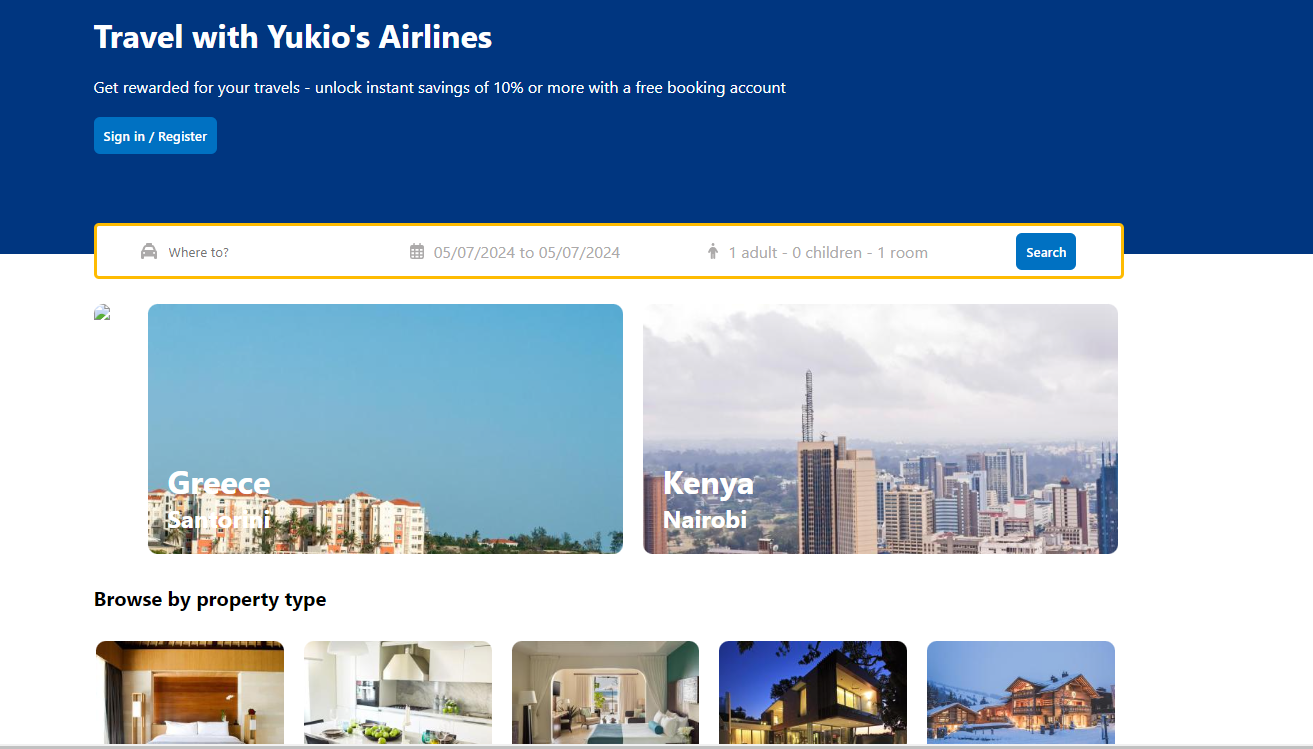 Travel with Yukio's Airlines
Get rewarded for your travels - unlock instant savings of 10% or more with a free booking account
Sign in / Register
Where to?
05/07/2024 to 05/07/2024
1 adult - 0 children - 1 room
Search
Greece
Santorini
Kenya
Nairobi
Browse by property type